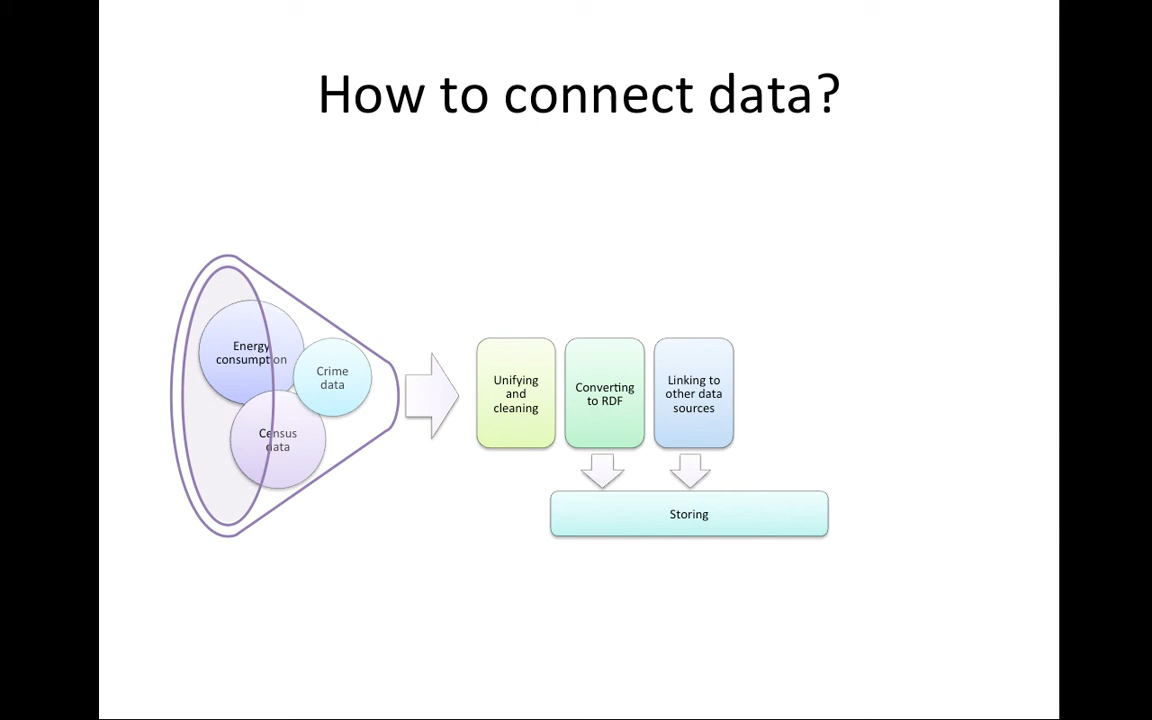 How to connect data?
Energy
consumption
Crime
data
Census
data
Unifying
and
cleaning
Converting
to RDF
Linking to
other data
sources
Storing